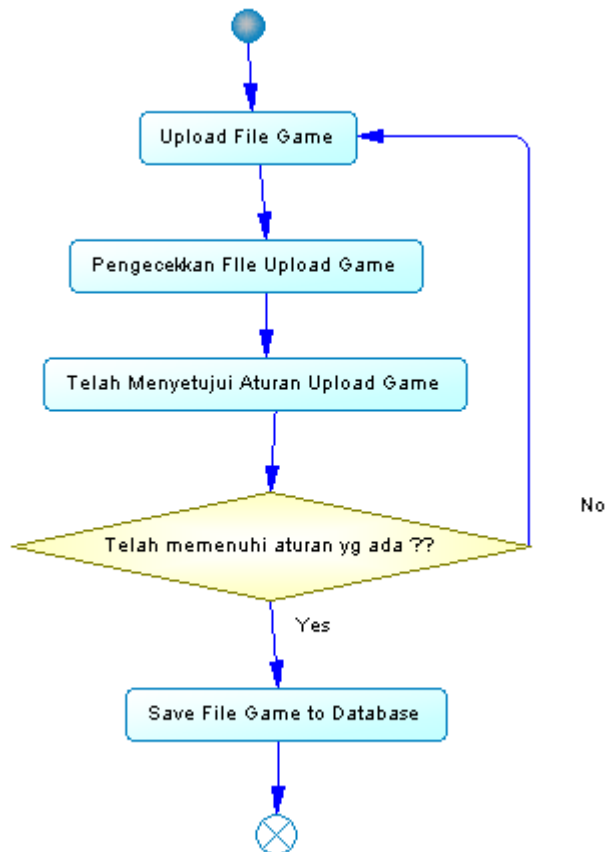 Upload File Game
Pengecekkan FIle Upload Game
Telah Menyetujui Aturan Upload Game
No
Telah memenuhi aturan yg ada ??
Yes
Save File Game to Database